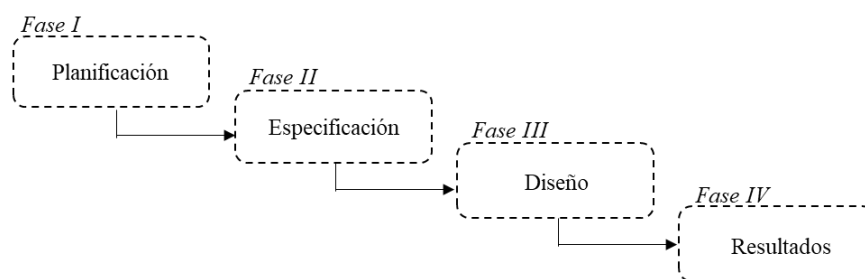 Fase I
Planificación
Fase II
Especificación
Fase III
Diseño
Fase IV
Resultados